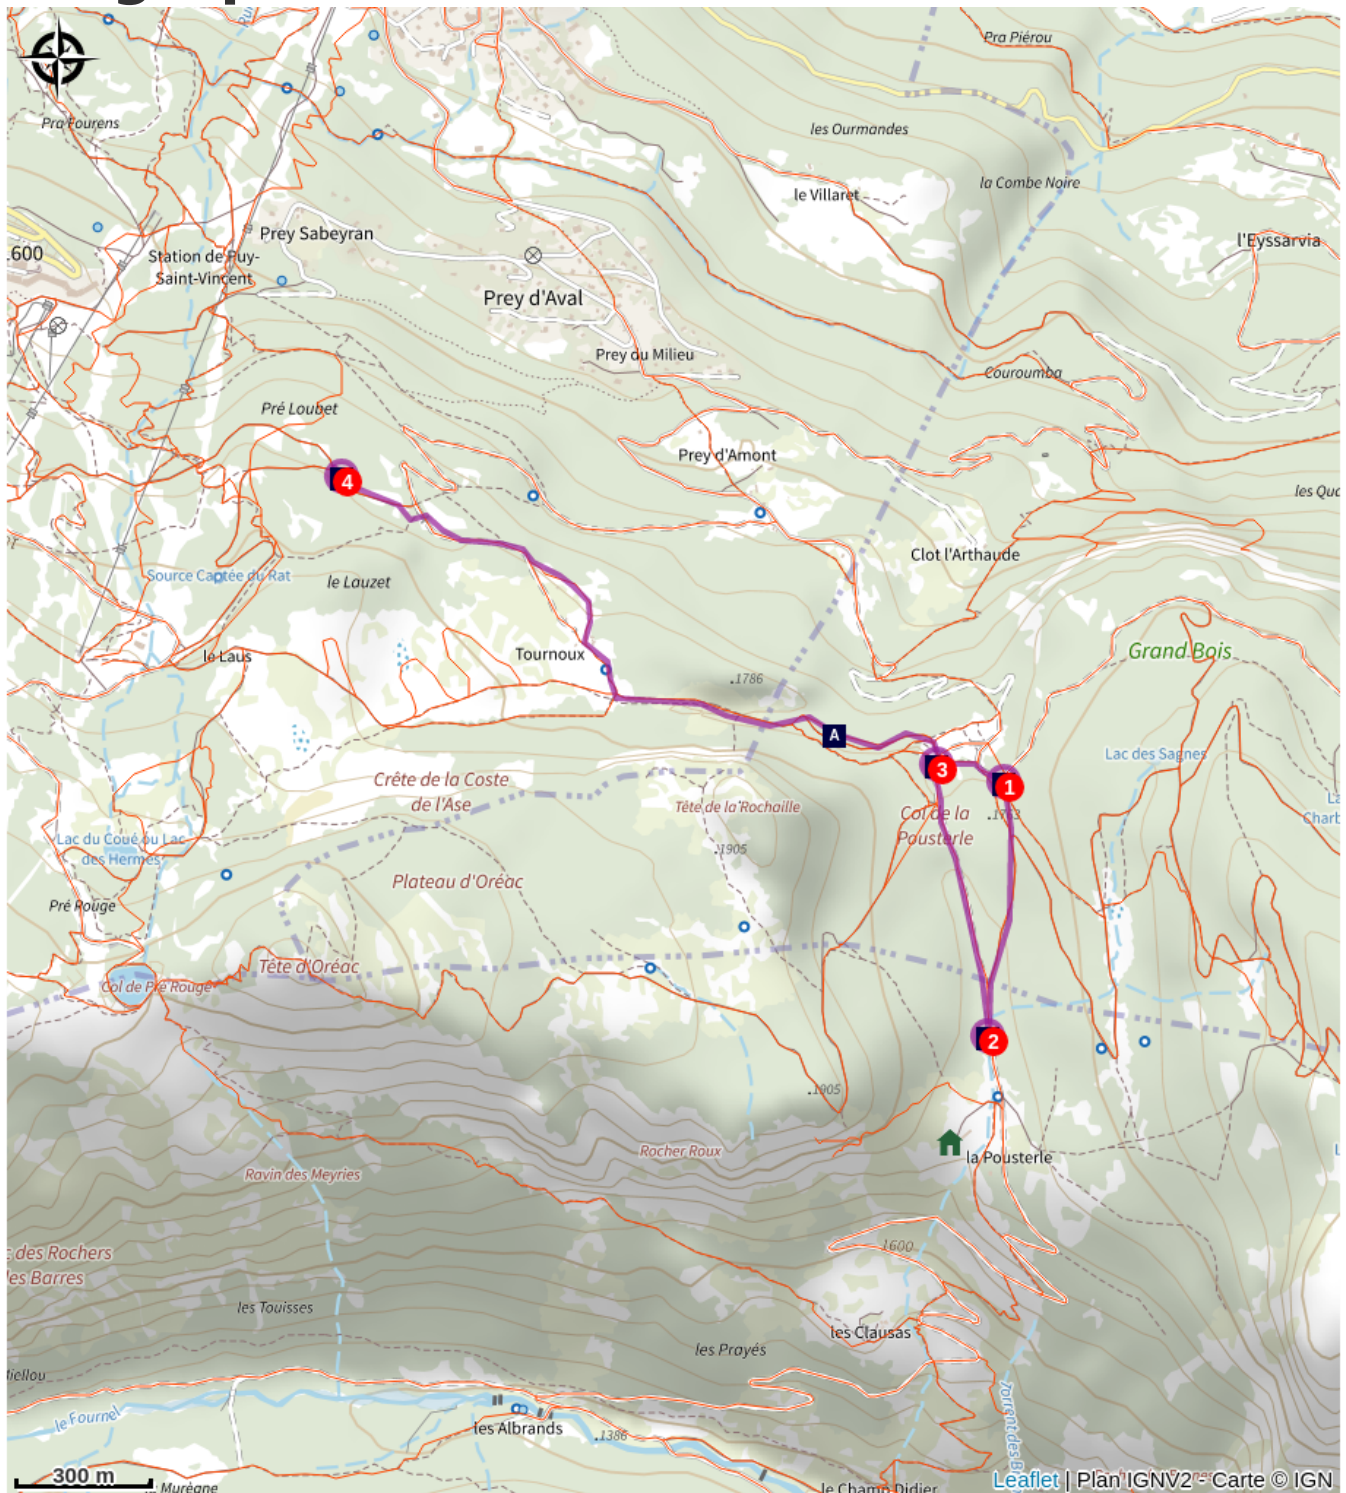 Pra Piérou
Pra Fourens
les Ourmandes
la Combe Noire
le Villaret
Prey Sabeyran
l'Eyssarvia
.600
Station de Puy-
Saint-Vincent
Prey d'Aval
Prey du Milieu
Couroumba
Pré Loubet
Prey d'Amont
4
les Qua
Clot l'Arthaude
Source Captée du Rat
le Lauzet
Grand Bois
le Laus
Tournoux
.1786
A
Lac des Sagnes
3
1
Crête de la Coste
de l'Ase
Tête de la Rochaille
Col de la
Pousterle
Lac du Coué ou Lac
des Hermes
.1905
Plateau d'Oréac
Pré Rouge
Tête d'Oréac
Col de Pré Rouge
2
.1905
Rocher Roux
la Pousterle
Ravin des Meyries
1600
des Rochers
les Barres
les Touisses
les Clausas
les Prayés
le Fournel
Torrent des B
les Albrands
.1386
300 m
Muréane
le Champ Didier
Leaflet | Plan IGNV2 - Carte © IGN